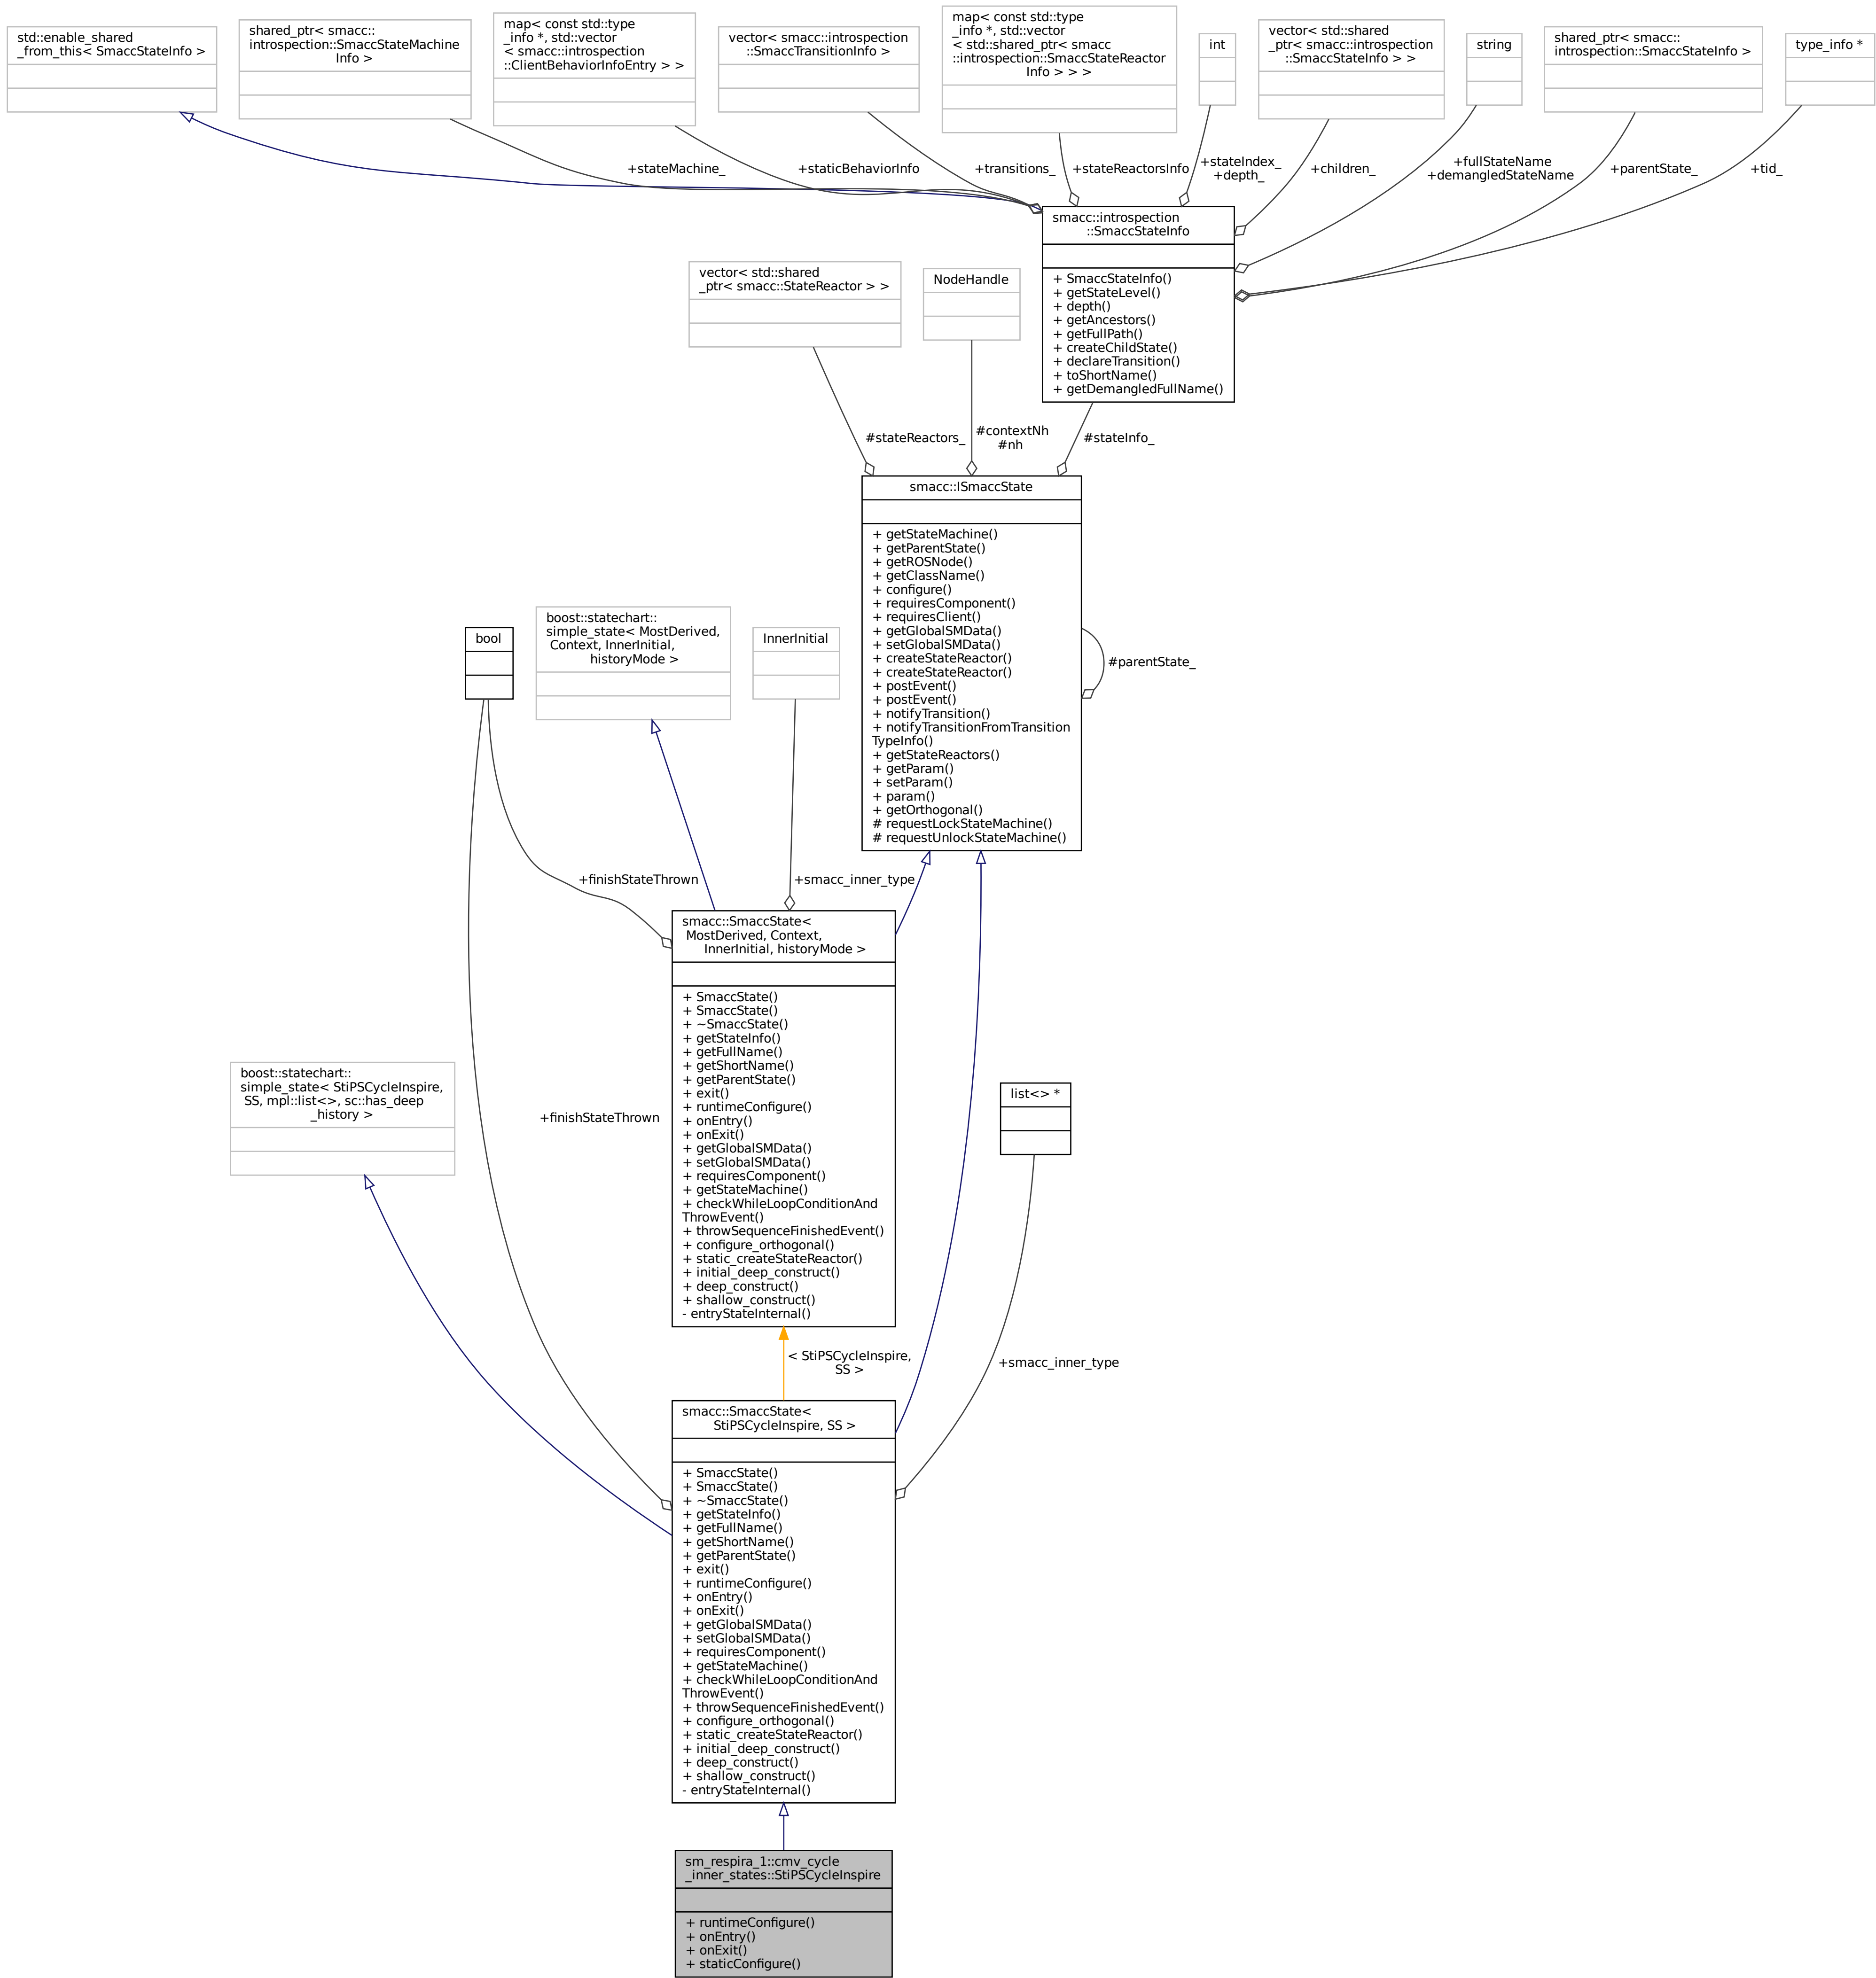 std::enable_shared
_from_this< SmaccStateInfo >
shared_ptr< smacc::
introspection::SmaccStateMachine
Info >
map< const std::type
_info *, std::vector
< smacc::introspection
::ClientBehaviorInfoEntry > >
vector< smacc::introspection
::SmaccTransitionInfo >
map< const std::type
_info *, std::vector
< std::shared_ptr< smacc
::introspection::SmaccStateReactor
Info > > >
int
vector< std::shared
_ptr< smacc::introspection
::SmaccStateInfo > >
string
shared_ptr< smacc::
introspection::SmaccStateInfo >
type_info *
+stateMachine_
+staticBehaviorInfo
+transitions_
+stateReactorsInfo
+stateIndex_
+depth_
+children_
+fullStateName
+demangledStateName
+parentState_
+tid_
smacc::introspection
::SmaccStateInfo
+ SmaccStateInfo()
+ getStateLevel()
+ depth()
+ getAncestors()
+ getFullPath()
+ createChildState()
+ declareTransition()
+ toShortName()
+ getDemangledFullName()
vector< std::shared
_ptr< smacc::StateReactor > >
NodeHandle
#stateReactors_
#contextNh
#nh
#stateInfo_
smacc::ISmaccState
+ getStateMachine()
+ getParentState()
+ getROSNode()
+ getClassName()
+ configure()
+ requiresComponent()
+ requiresClient()
+ getGlobalSMData()
+ setGlobalSMData()
+ createStateReactor()
+ createStateReactor()
+ postEvent()
+ postEvent()
+ notifyTransition()
+ notifyTransitionFromTransition
TypeInfo()
+ getStateReactors()
+ getParam()
+ setParam()
+ param()
+ getOrthogonal()
# requestLockStateMachine()
# requestUnlockStateMachine()
#parentState_
bool
boost::statechart::
simple_state< MostDerived,
Context, InnerInitial,
historyMode >
InnerInitial
+finishStateThrown
+smacc_inner_type
smacc::SmaccState<
MostDerived, Context,
InnerInitial, historyMode >
+ SmaccState()
+ SmaccState()
+ ~SmaccState()
+ getStateInfo()
+ getFullName()
+ getShortName()
+ getParentState()
+ exit()
+ runtimeConfigure()
+ onEntry()
+ onExit()
+ getGlobalSMData()
+ setGlobalSMData()
+ requiresComponent()
+ getStateMachine()
+ checkWhileLoopConditionAnd
ThrowEvent()
+ throwSequenceFinishedEvent()
+ configure_orthogonal()
+ static_createStateReactor()
+ initial_deep_construct()
+ deep_construct()
+ shallow_construct()
- entryStateInternal()
boost::statechart::
simple_state< StiPSCycleInspire,
SS, mpl::list<>, sc::has_deep
_history >
+finishStateThrown
list<> *
< StiPSCycleInspire,
SS >
+smacc_inner_type
smacc::SmaccState<
StiPSCycleInspire, SS >
+ SmaccState()
+ SmaccState()
+ ~SmaccState()
+ getStateInfo()
+ getFullName()
+ getShortName()
+ getParentState()
+ exit()
+ runtimeConfigure()
+ onEntry()
+ onExit()
+ getGlobalSMData()
+ setGlobalSMData()
+ requiresComponent()
+ getStateMachine()
+ checkWhileLoopConditionAnd
ThrowEvent()
+ throwSequenceFinishedEvent()
+ configure_orthogonal()
+ static_createStateReactor()
+ initial_deep_construct()
+ deep_construct()
+ shallow_construct()
- entryStateInternal()
sm_respira_1::cmv_cycle
_inner_states::StiPSCycleInspire
+ runtimeConfigure()
+ onEntry()
+ onExit()
+ staticConfigure()